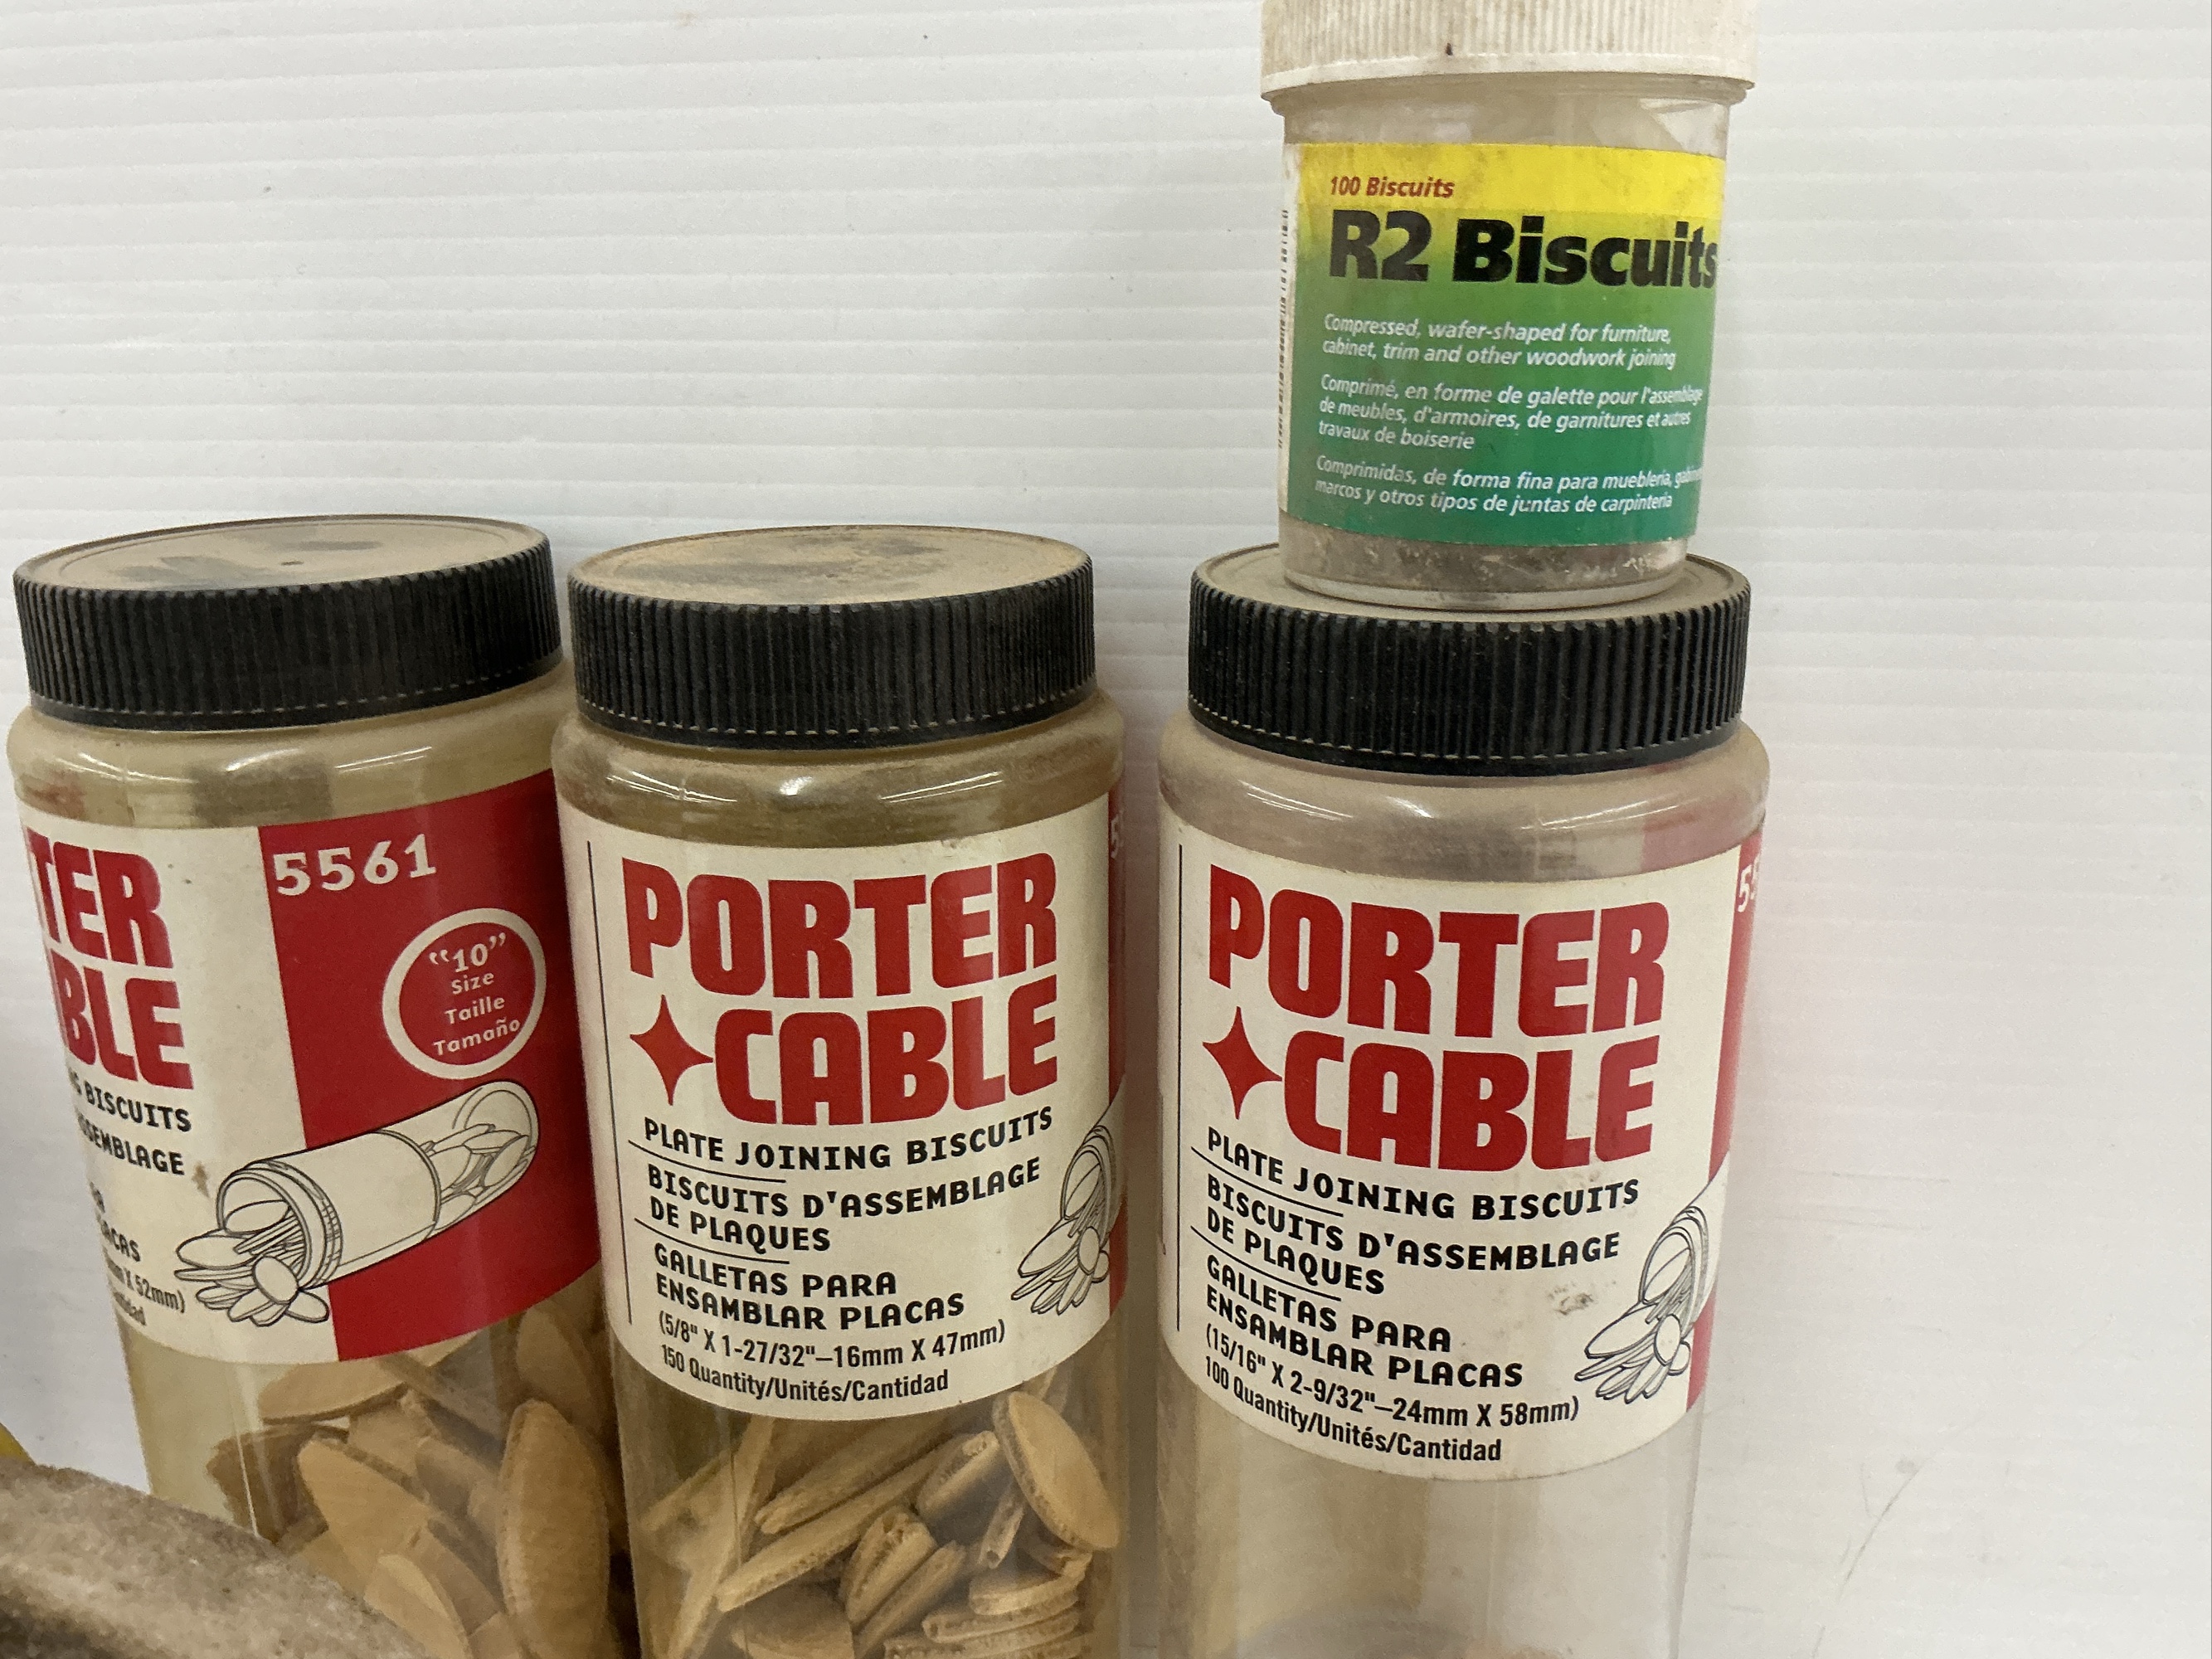 100 Biscuits
R2 Biscuits
Compressed, wafer-shaped for furniture,
cabinet, trim and other woodwork joining
Comprimé, en forme de galette pour l'assemblage
de meubles, d'armoires, de garnitures et autres
travaux de boiserie
Comprimidas, de forma fina para mueblería,
marcos y otros tipos de juntas de carpintería
TER
BLE
BISCUITS
SSEMBLAGE
ACAS
X 52mm)
5561
"10"
Size
Taille
Tamaño
PORTER
CABLE
PLATE JOINING BISCUITS
BISCUITS D'ASSEMBLAGE
DE PLAQUES
GALLETAS PARA
ENSAMBLAR PLACAS
(5/8" X 1-27/32"–16mm X 47mm)
150 Quantity/Unités/Cantidad
PORTER
CABLE
PLATE JOINING BISCUITS
BISCUITS D'ASSEMBLAGE
DE PLAQUES
GALLETAS PARA
ENSAMBLAR PLACAS
(15/16" X 2-9/32"–24mm X 58mm)
100 Quantity/Unités/Cantidad
55